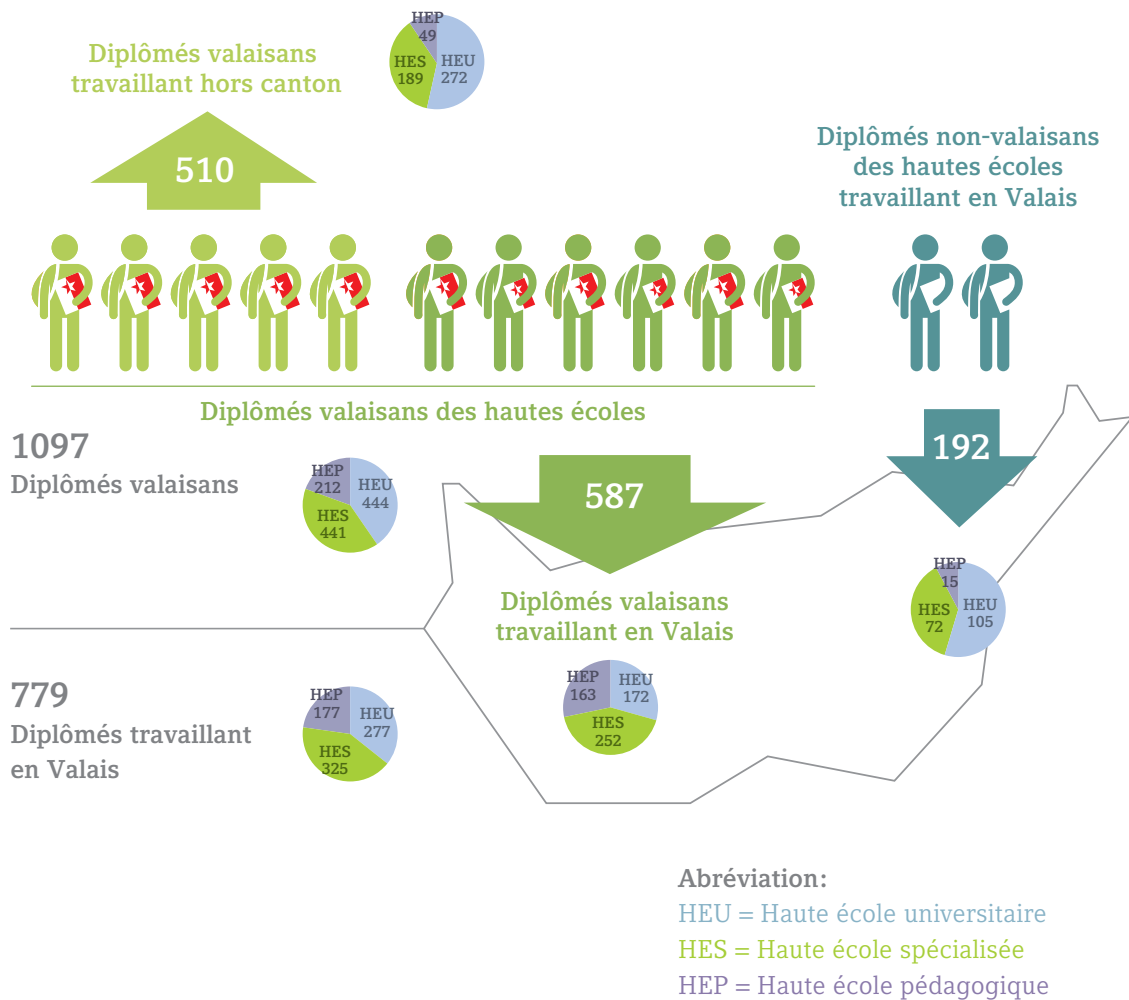 HEP
49
HES
189
HEU
272
Diplômés valaisans
travaillant hors canton
510
Diplômés non-valaisans
des hautes écoles
travaillant en Valais
Diplômés valaisans des hautes écoles
1097
Diplômés valaisans
HEP
212
HEU
444
HES
441
587
192
HEP
15
HES
72
HEU
105
Diplômés valaisans
travaillant en Valais
HEP
163
HEU
172
HES
252
779
Diplômés travaillant
en Valais
HEP
177
HEU
277
HES
325
Abréviation:
HEU = Haute école universitaire
HES = Haute école spécialisée
HEP = Haute école pédagogique